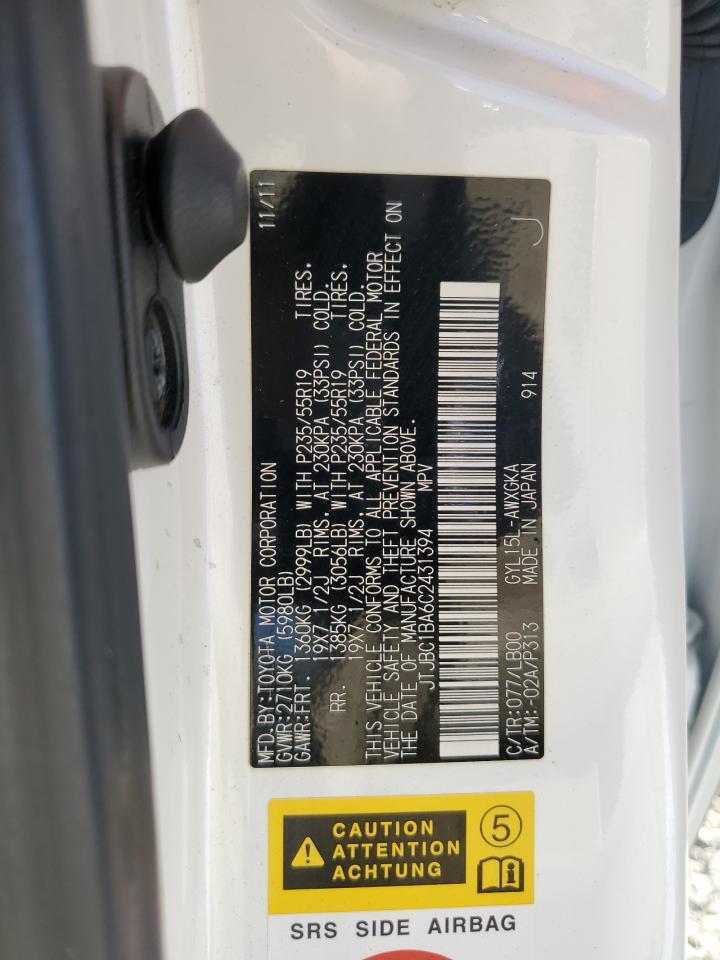 MFD.BY:TOYOTA MOTOR CORPORATION 11/11
GVWR:2710KG (5980LB)
GAWR:FRT. 1360KG (2999LB) WITH P235/55R19 TIRES,
19X7 1/2J RIMS, AT 230KPA (33PSI) COLD.
RR. 1385KG (3056LB) WITH P235/55R19 TIRES,
19X7 1/2J RIMS, AT 230KPA (33PSI) COLD.
THIS VEHICLE CONFORMS TO ALL APPLICABLE FEDERAL MOTOR
VEHICLE SAFETY AND THEFT PREVENTION STANDARDS IN EFFECT ON
THE DATE OF MANUFACTURE SHOWN ABOVE.
JTJBC1BA6C2431394 MPV
C/TR:077/LB00 GYL15L-AWXGKA
A/TM:-02A/P313 MADE IN JAPAN 914 J
CAUTION
ATTENTION
ACHTUNG
5
i
SRS SIDE AIRBAG